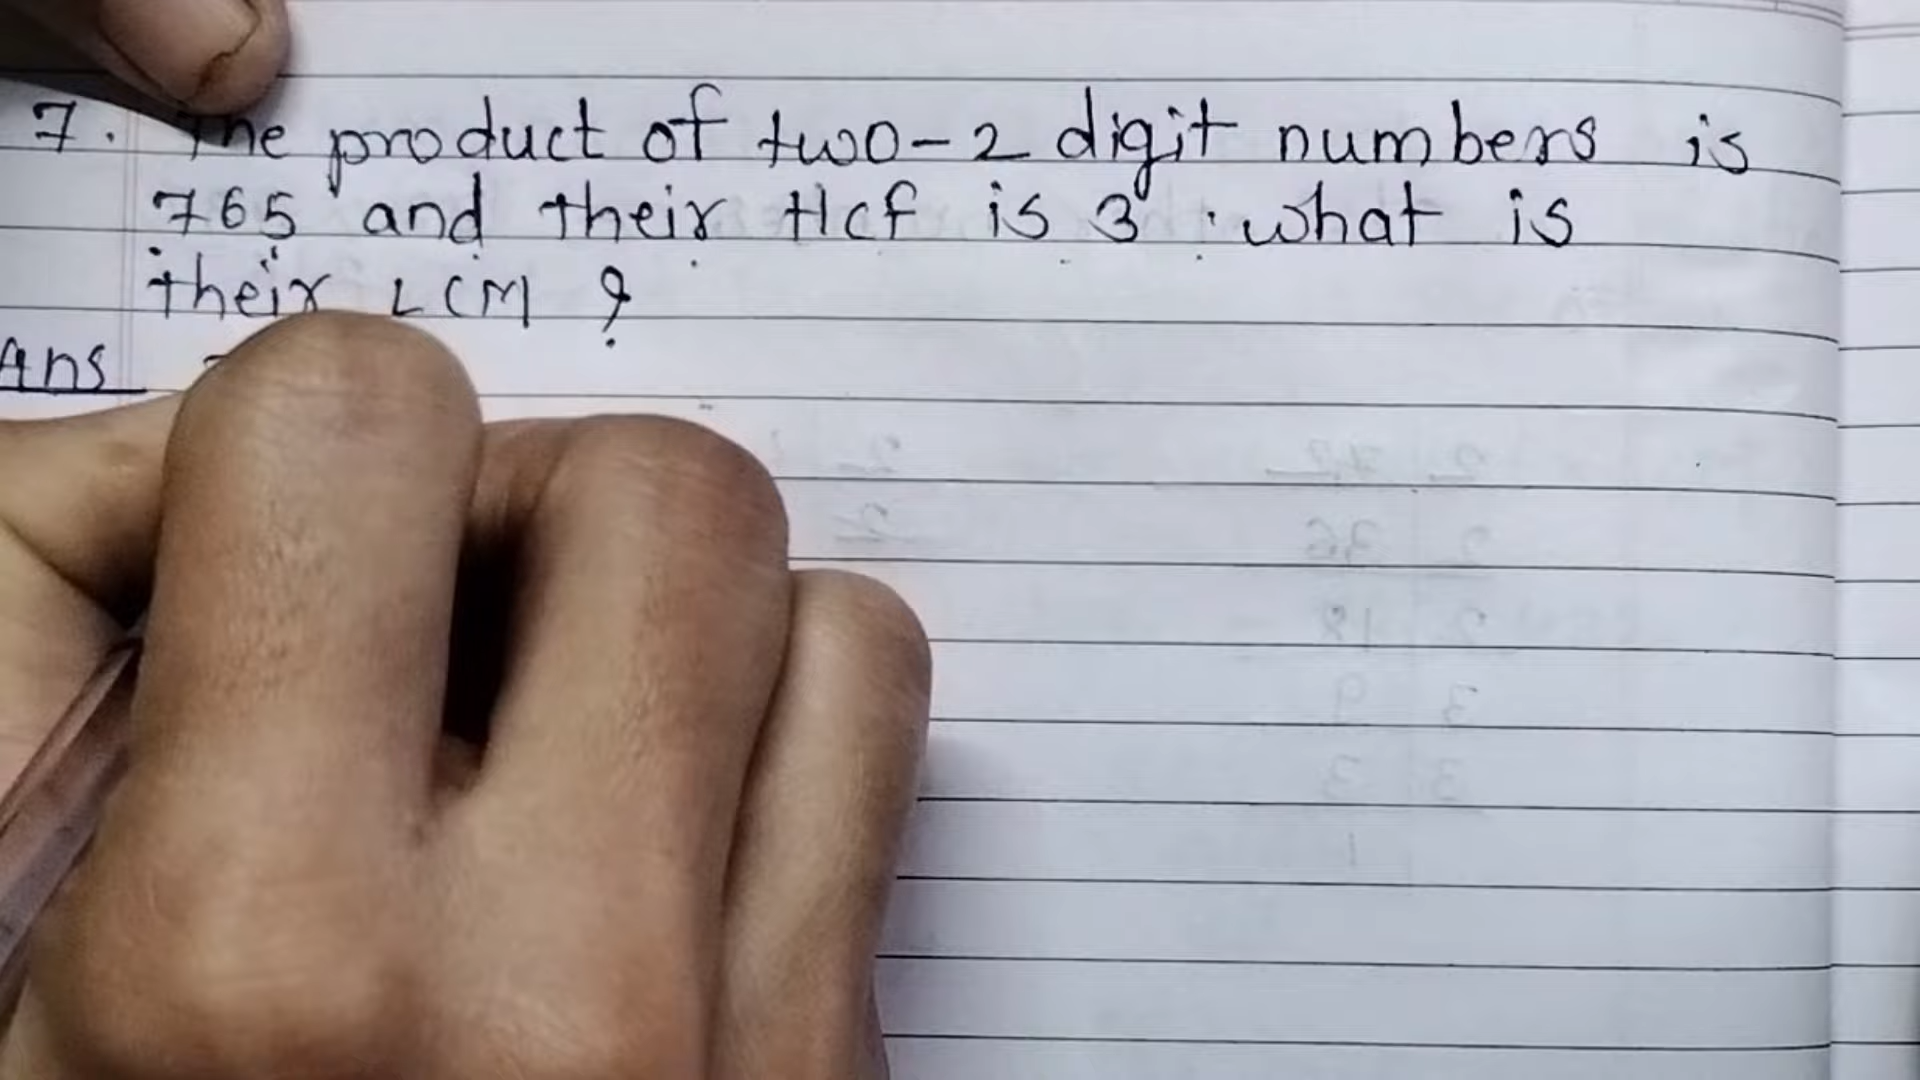 7. The product of two-2 digit numbers is
765 and their Hcf is 3. what is
their LCM ?
Ans